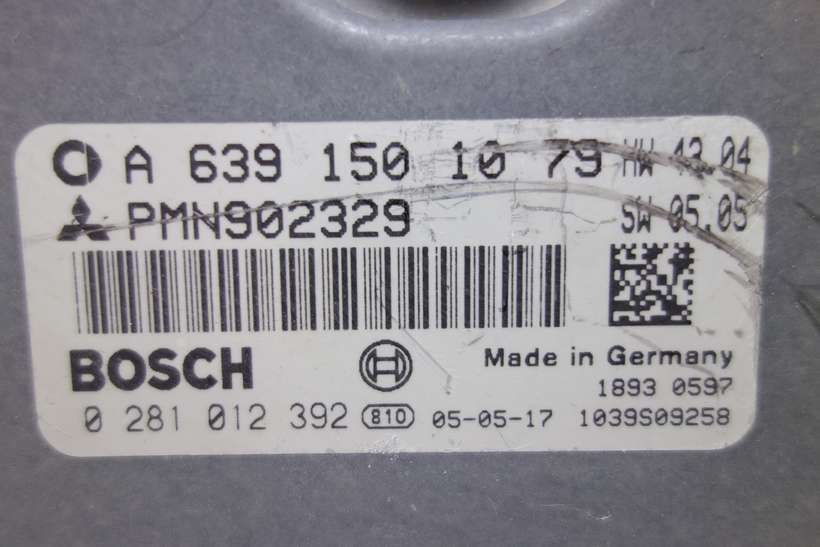 A 639 150 10 79 HW 43.04
PMN902329 SW 05.05
BOSCH Made in Germany
1893 0597
0 281 012 392 810 05-05-17 1039S09258